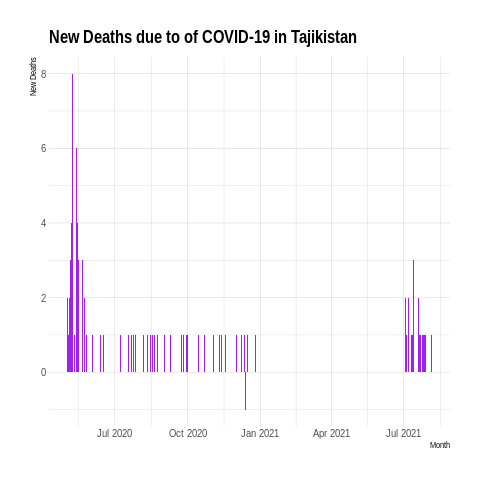 New Deaths due to of COVID-19 in Tajikistan
New Deaths
8
6
4
2
0
Jul 2020 Oct 2020 Jan 2021 Apr 2021 Jul 2021
Month